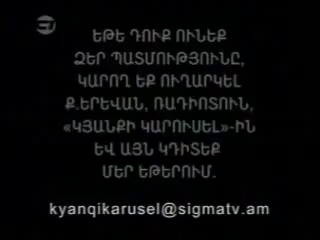 ԵԹԵ ԴՈՒՔ ՈՒՆԵՔ
ՁԵՐ ՊԱՏՄՈՒԹՅՈՒՆԸ,
ԿԱՐՈՂ ԵՔ ՈՒՂԱՐԿԵԼ
Ք.ԵՐԵՎԱՆ, ՌԱԴԻՈՏՈՒՆ,
«ԿՅԱՆՔԻ ԿԱՐՈՒՍԵԼ»-ԻՆ
ԵՎ ԱՅՆ ԿԴԻՏԵՔ
ՄԵՐ ԵԹԵՐՈՒՄ.
kyanqikarusel@sigmatv.am